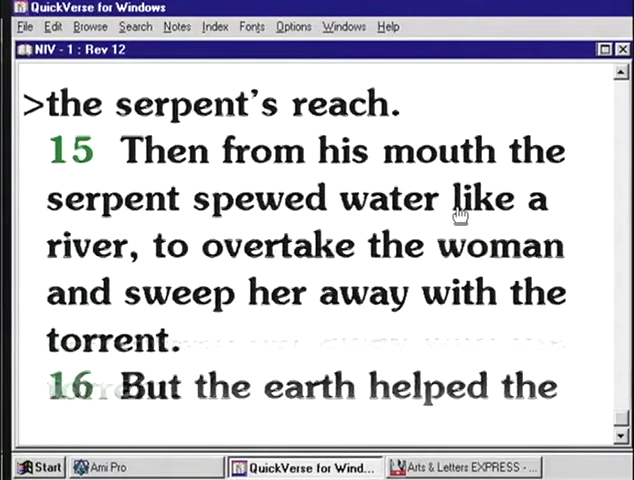 QuickVerse for Windows
File Edit Browse Search Notes Index Fonts Options Windows Help
NIV - 1 : Rev 12
>the serpent's reach.
15 Then from his mouth the
serpent spewed water like a
river, to overtake the woman
and sweep her away with the
torrent.
16 But the earth helped the
Start Ami Pro QuickVerse for Wind... Arts & Letters EXPRESS - ...